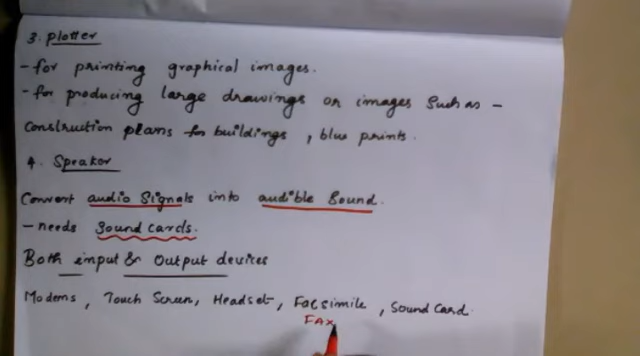 3. Plotter
- for printing graphical images.
- for producing large drawings or images such as -
Construction plans for buildings, blue prints.
4. Speakor
Convert audio signals into audible sound.
- needs sound cards.
Both input & output devices
Modems, Touch Screen, Headset, Facsimile, Sound Card.
FAX